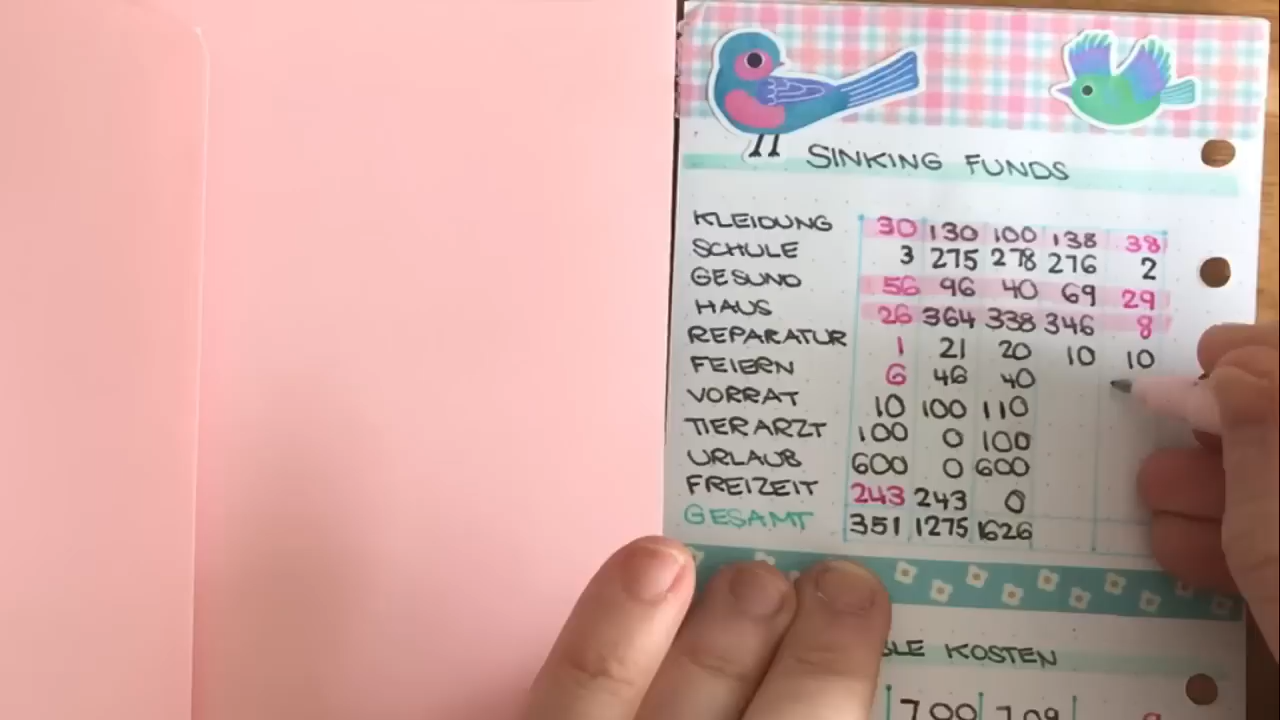 SINKING FUNDS
KLEIDUNG 30 130 100 138 38
SCHULE 3 275 278 276 2
GESUND 56 96 40 69 29
HAUS 26 364 338 346 8
REPARATUR 1 21 20 10 10
FEIERN 6 46 40
VORRAT 10 100 110
TIERARZT 100 0 100
URLAUB 600 0 600
FREIZEIT 243 243 0
GESAMT 351 1275 1626
KOSTEN
700 709